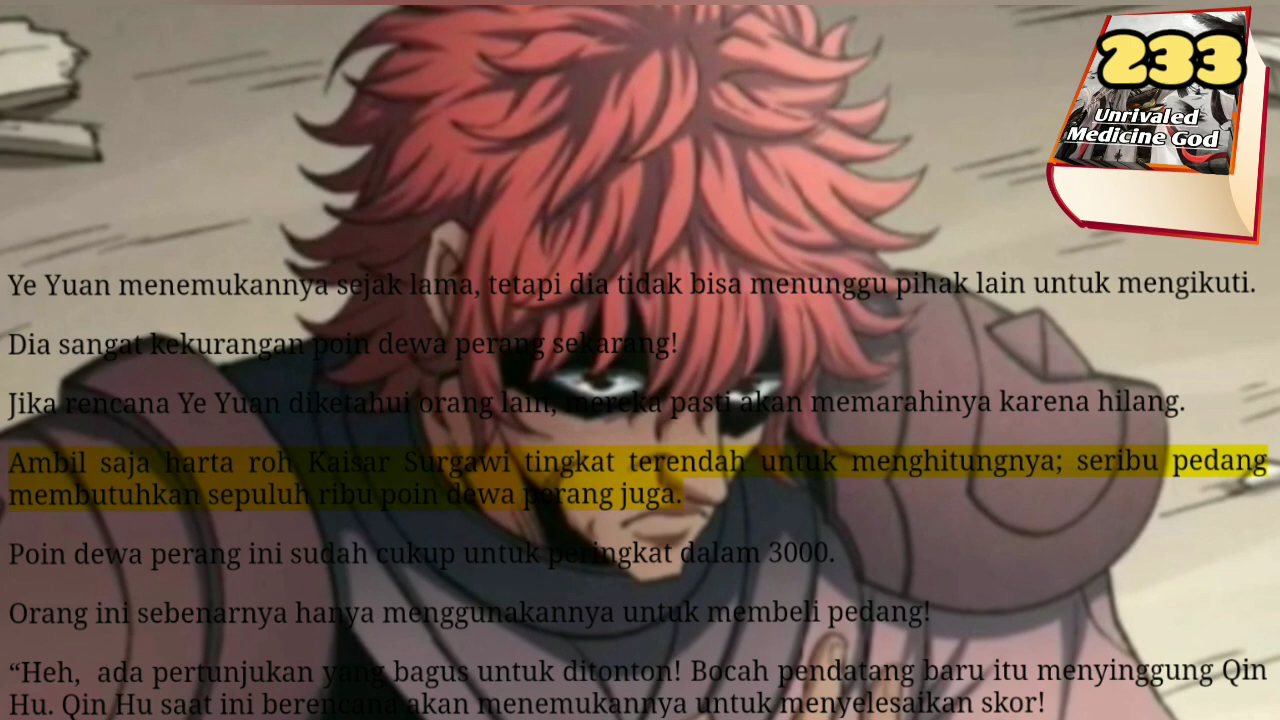 233
Unrivaled
Medicine God
Ye Yuan menemukannya sejak lama, tetapi dia tidak bisa menunggu pihak lain untuk mengikuti.
Dia sangat kekurangan poin dewa perang sekarang!
Jika rencana Ye Yuan diketahui orang lain, mereka pasti akan memarahinya karena hilang.
Ambil saja harta roh Kaisar Surgawi tingkat terendah untuk menghitungnya; seribu pedang
membutuhkan sepuluh ribu poin dewa perang juga.
Poin dewa perang ini sudah cukup untuk peringkat dalam 3000.
Orang ini sebenarnya hanya menggunakannya untuk membeli pedang!
“Heh, ada pertunjukan yang bagus untuk ditonton! Bocah pendatang baru itu menyinggung Qin
Hu. Qin Hu saat ini berencana akan menemukannya untuk menyelesaikan skor!